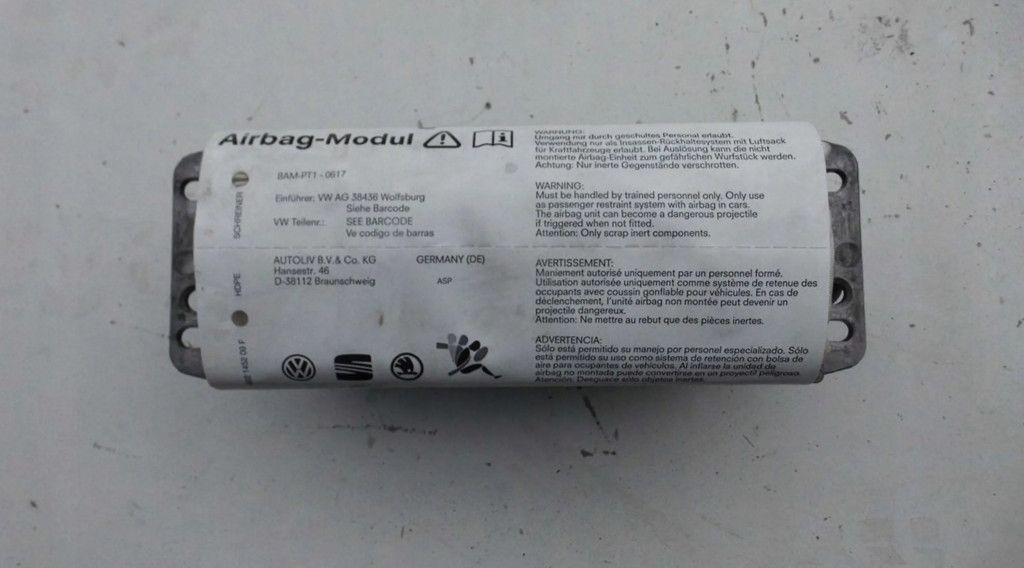 Airbag-Modul
BAM-PT1-0617
Einführer: VW AG 38436 Wolfsburg
Siehe Barcode
VW Teilenr.: SEE BARCODE
Ve codigo de barras
AUTOLIV B.V.& Co. KG GERMANY (DE)
Hansestr. 46
D-38112 Braunschweig ASP
SCHREINER
HDPE
WARNUNG:
Umgang nur durch geschultes Personal erlaubt.
Verwendung nur als Insassen-Rückhaltesystem mit Luftsack
für Kraftfahrzeuge erlaubt. Bei Auslösung kann die nicht
montierte Airbag-Einheit zum gefährlichen Wurfstück werden.
Achtung: Nur inerte Gegenstände verschrotten.
WARNING:
Must be handled by trained personnel only. Only use
as passenger restraint system with airbag in cars.
The airbag unit can become a dangerous projectile
if triggered when not fitted.
Attention: Only scrap inert components.
AVERTISSEMENT:
Maniement autorisé uniquement par un personnel formé.
Utilisation autorisée uniquement comme système de retenue des
occupants avec coussin gonflable pour véhicules. En cas de
déclenchement, l'unité airbag non montée peut devenir un
projectile dangereux.
Attention: Ne mettre au rebut que des pièces inertes.
ADVERTENCIA:
Sólo está permitido su manejo por personal especializado. Sólo
está permitido su uso como sistema de retención con bolsa de
aire para ocupantes de vehículos. Al inflarse la unidad de
airbag no montada puede convertirse en un proyectil peligroso.
Atención: Desguace sólo objetos inertes.